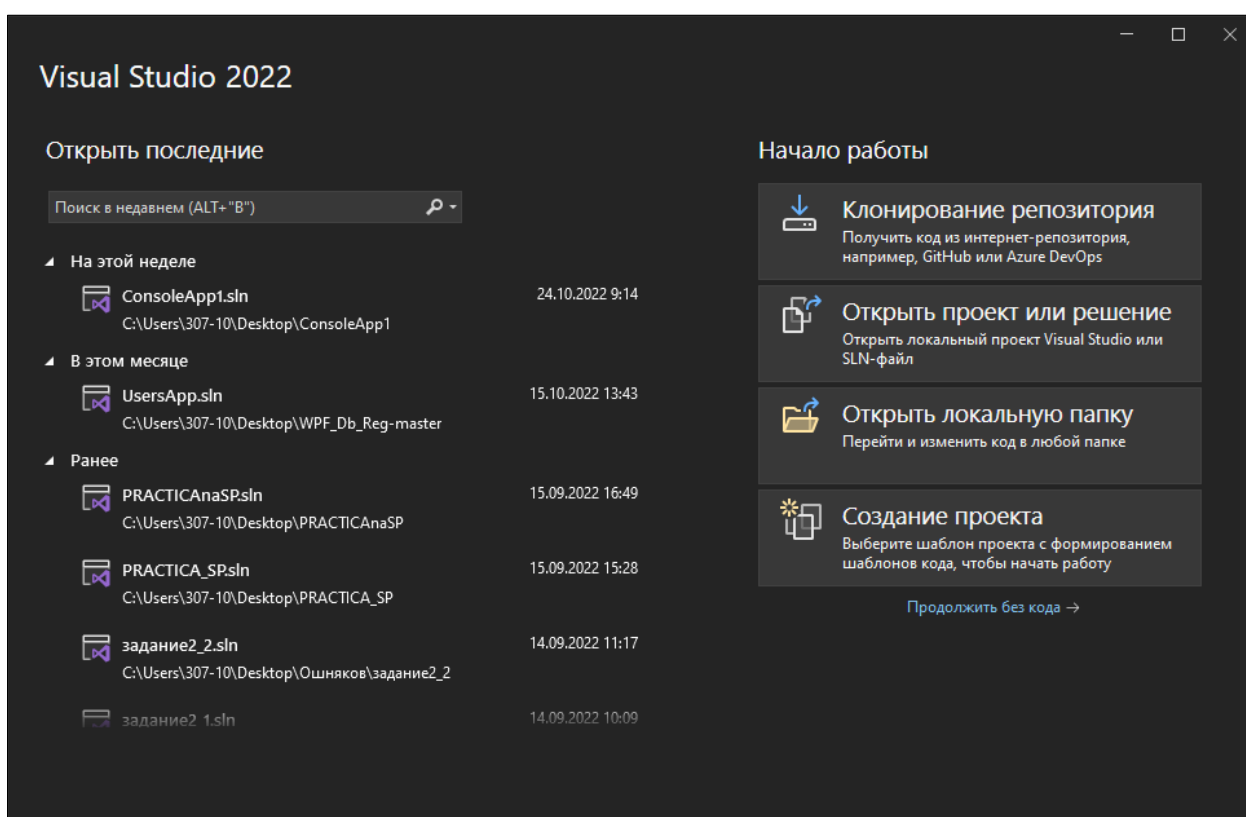 Visual Studio 2022
Открыть последние
Поиск в недавнем (ALT+"В")
На этой неделе
ConsoleApp1.sln 24.10.2022 9:14
C:\Users\307-10\Desktop\ConsoleApp1
В этом месяце
UsersApp.sln 15.10.2022 13:43
C:\Users\307-10\Desktop\WPF_Db_Reg-master
Ранее
PRACTICAnaSP.sln 15.09.2022 16:49
C:\Users\307-10\Desktop\PRACTICAnaSP
PRACTICA_SP.sln 15.09.2022 15:28
C:\Users\307-10\Desktop\PRACTICA_SP
задание2_2.sln 14.09.2022 11:17
C:\Users\307-10\Desktop\Ошняков\задание2_2
задание2_1.sln 14.09.2022 10:09
Начало работы
Клонирование репозитория
Получить код из интернет-репозитория,
например, GitHub или Azure DevOps
Открыть проект или решение
Открыть локальный проект Visual Studio или
SLN-файл
Открыть локальную папку
Перейти и изменить код в любой папке
Создание проекта
Выберите шаблон проекта с формированием
шаблонов кода, чтобы начать работу
Продолжить без кода →